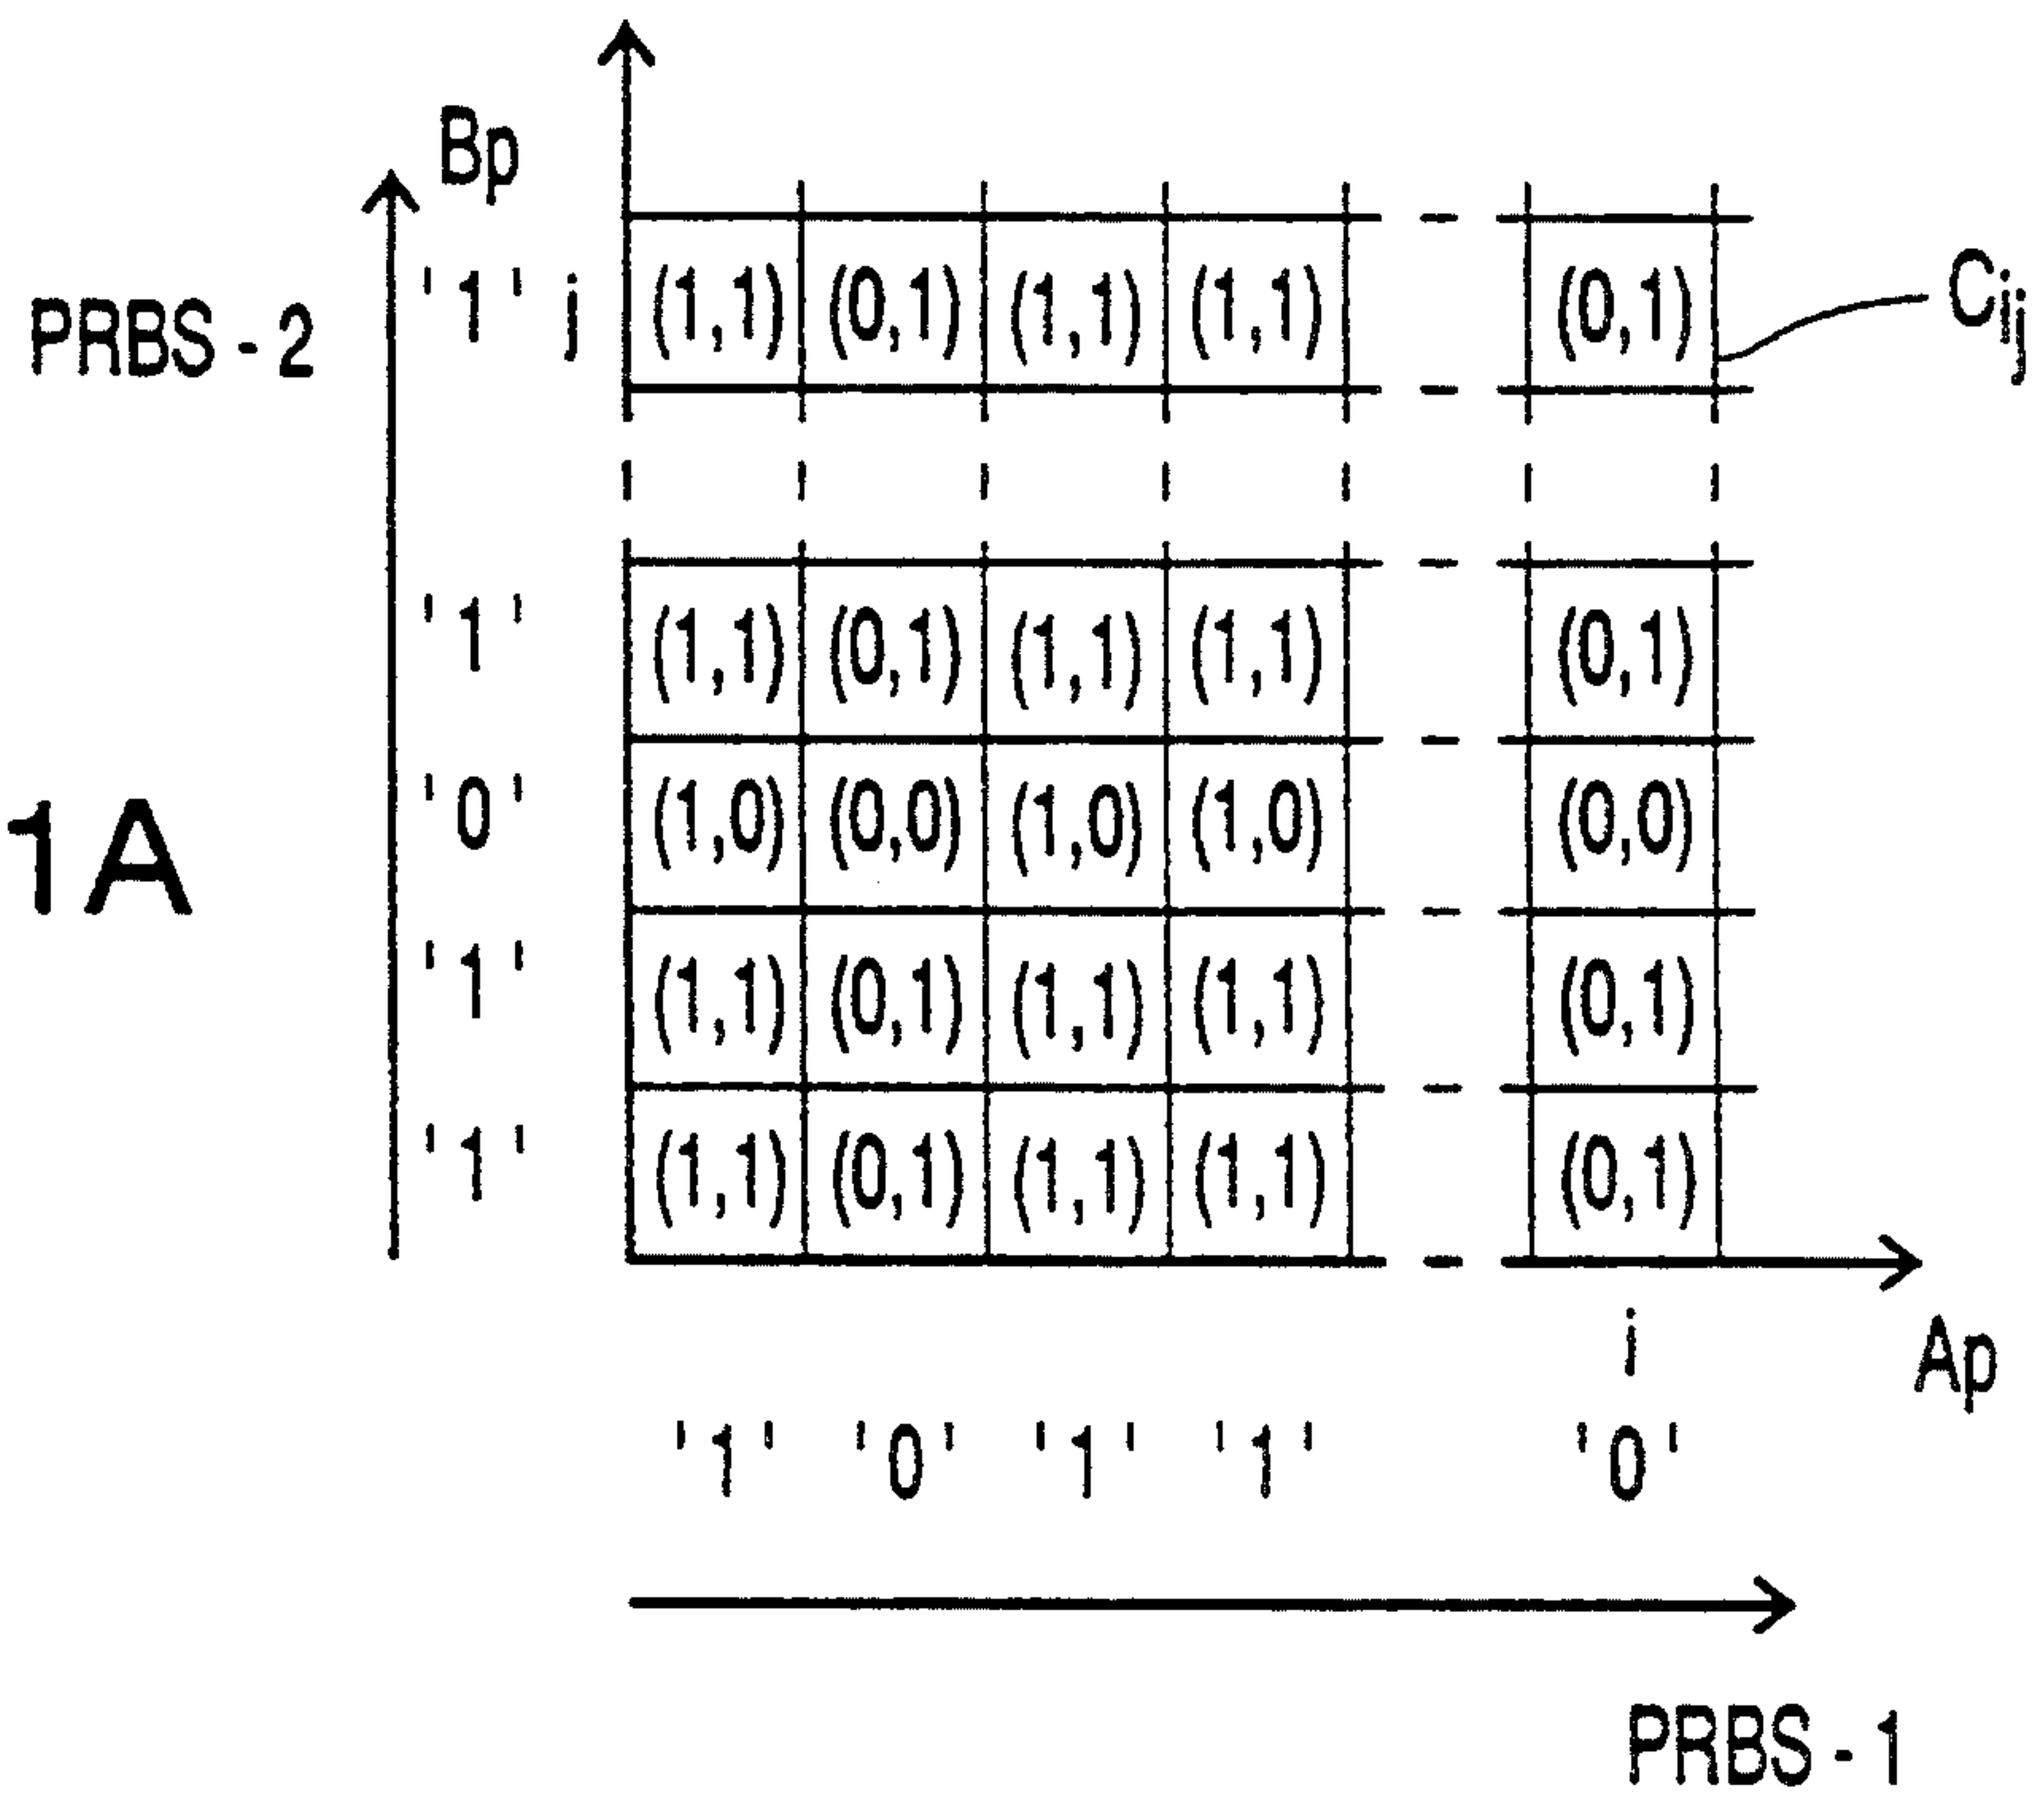 Bp
PRBS - 2 '1' j (1,1) (0,1) (1,1) (1,1) (0,1) Cij
'1' (1,1) (0,1) (1,1) (1,1) (0,1)
1A '0' (1,0) (0,0) (1,0) (1,0) (0,0)
'1' (1,1) (0,1) (1,1) (1,1) (0,1)
'1' (1,1) (0,1) (1,1) (1,1) (0,1)
i Ap
'1' '0' '1' '1' '0'
PRBS - 1